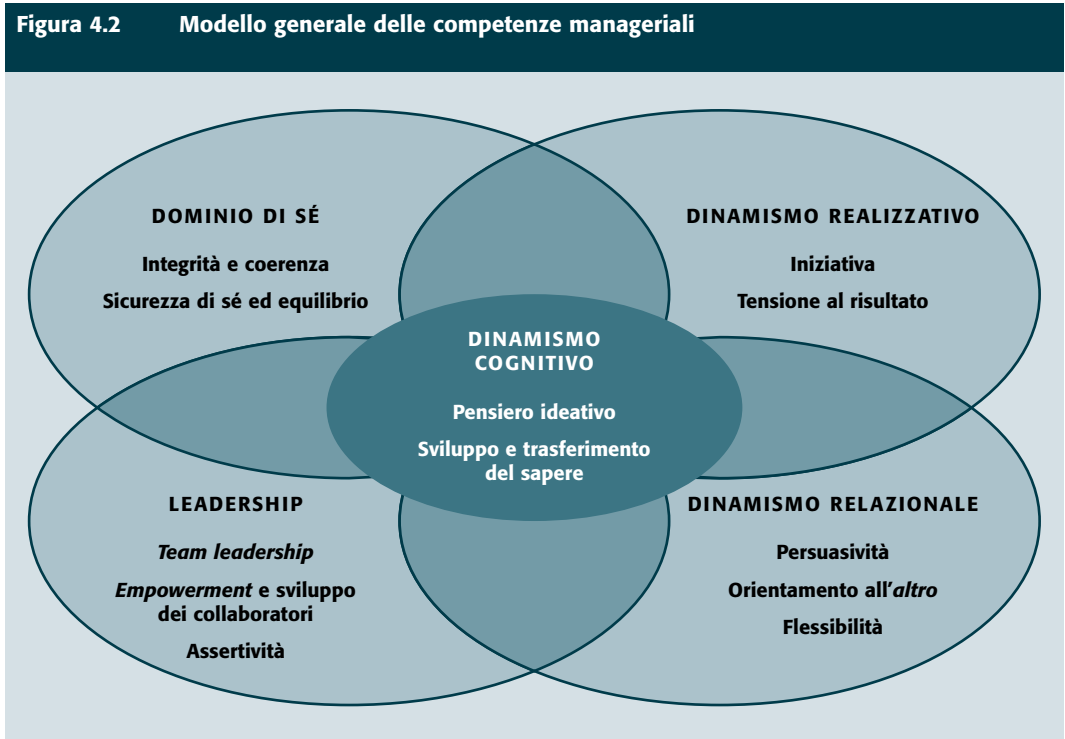 Figura 4.2 Modello generale delle competenze manageriali
DOMINIO DI SÉ
Integrità e coerenza
Sicurezza di sé ed equilibrio
DINAMISMO REALIZZATIVO
Iniziativa
Tensione al risultato
DINAMISMO
COGNITIVO
Pensiero ideativo
Sviluppo e trasferimento
del sapere
LEADERSHIP
Team leadership
Empowerment e sviluppo
dei collaboratori
Assertività
DINAMISMO RELAZIONALE
Persuasività
Orientamento all'altro
Flessibilità